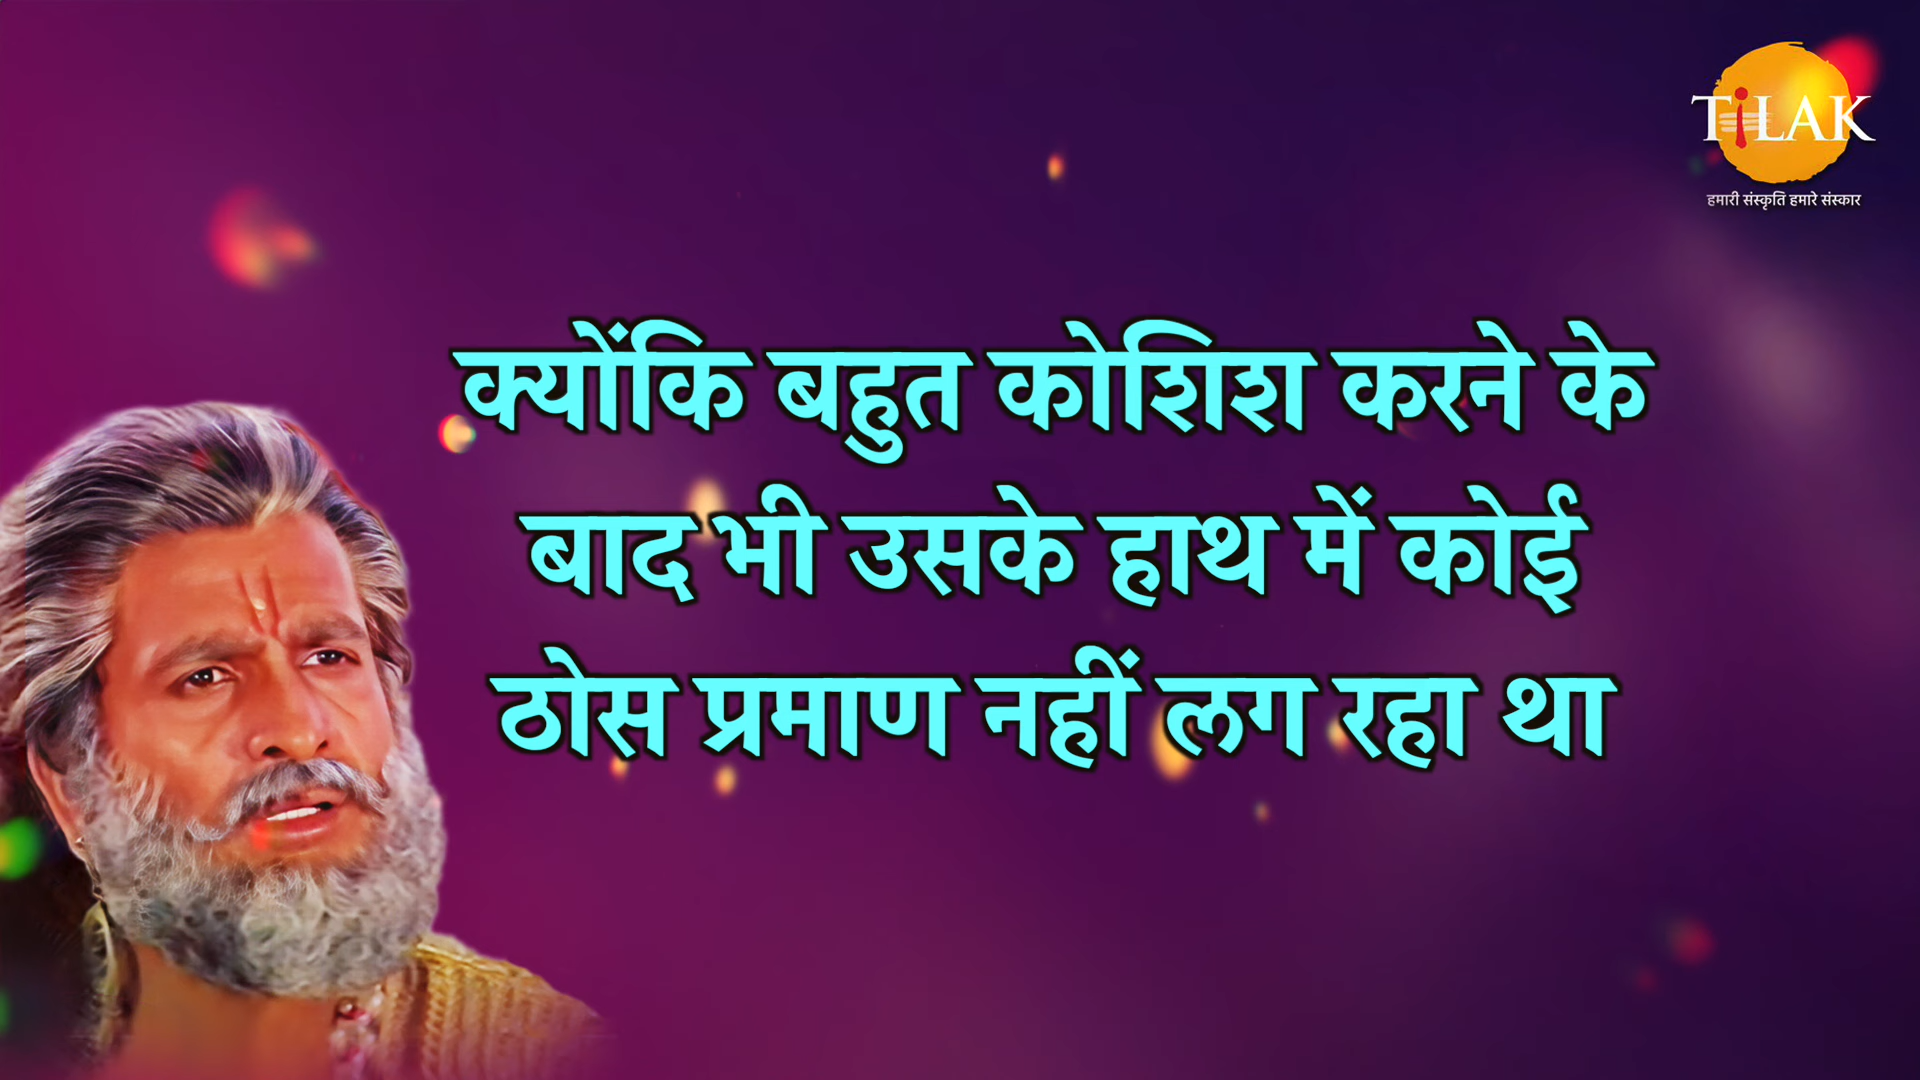 TiLAK
हमारी संस्कृति हमारे संस्कार
क्योंकि बहुत कोशिश करने के
बाद भी उसके हाथ में कोई
ठोस प्रमाण नहीं लग रहा था